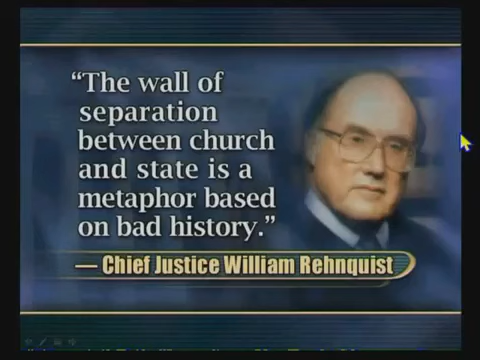 “The wall of
separation
between church
and state is a
metaphor based
on bad history.”
— Chief Justice William Rehnquist